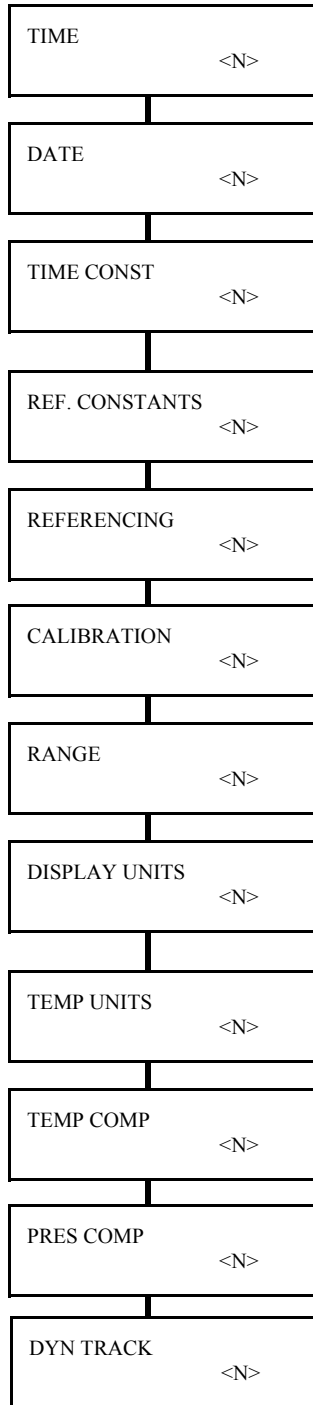 TIME
<N>
DATE
<N>
TIME CONST
<N>
REF. CONSTANTS
<N>
REFERENCING
<N>
CALIBRATION
<N>
RANGE
<N>
DISPLAY UNITS
<N>
TEMP UNITS
<N>
TEMP COMP
<N>
PRES COMP
<N>
DYN TRACK
<N>